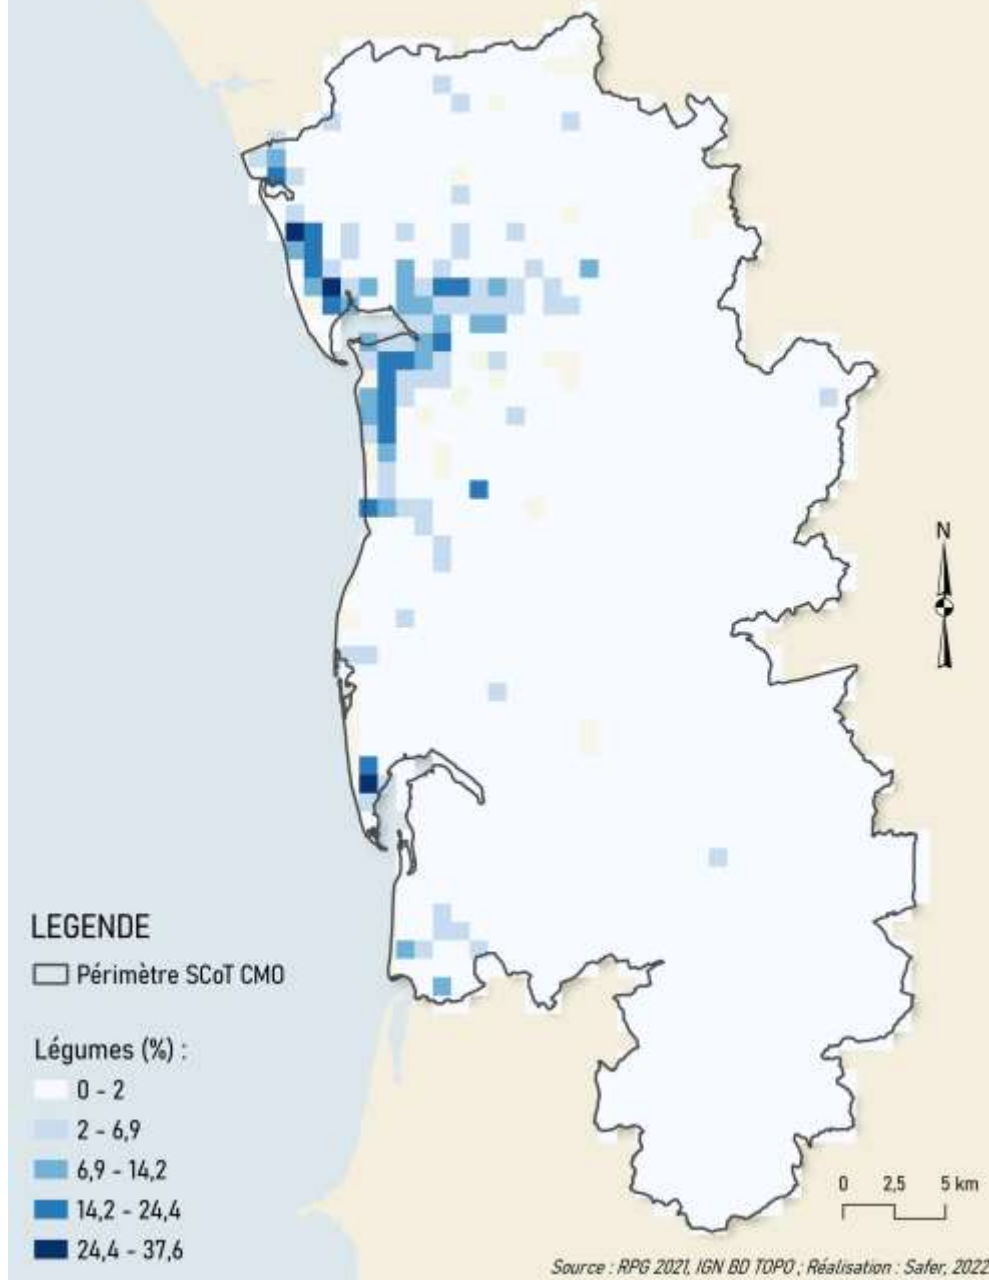 N
LEGENDE
Périmètre SCoT CMO
Légumes (%) :
0 - 2
2 - 6,9
6,9 - 14,2
14,2 - 24,4
24,4 - 37,6
0 2,5 5 km
Source : RPG 2021, IGN BD TOPO ; Réalisation : Safer, 2022